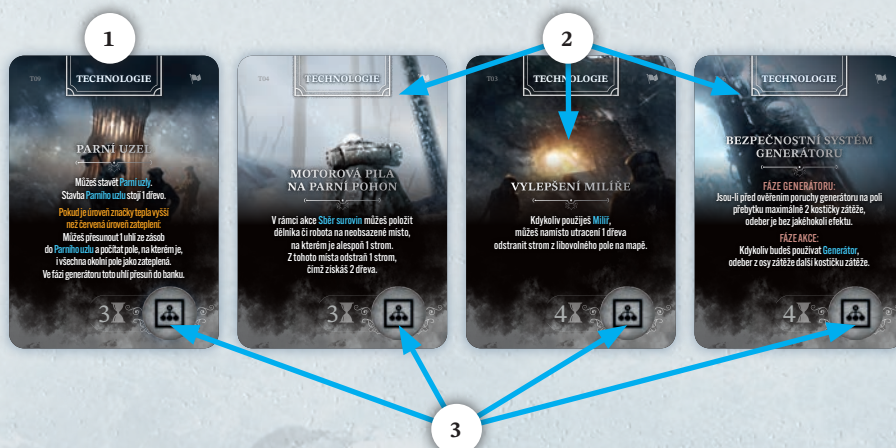 1
2
T09
TECHNOLOGIE
PARNÍ UZEL
Můžeš stavět Parní uzly.
Stavba Parního uzlu stojí 1 dřevo.
Pokud je úroveň značky tepla vyšší
než červená úroveň zateplení:
Můžeš přesunout 1 uhlí ze zásob
do Parního uzlu a počítat pole, na kterém je,
i všechna okolní pole jako zateplená.
Ve fázi generátoru toto uhlí přesuň do banku.
3
T04
TECHNOLOGIE
MOTOROVÁ PILA
NA PARNÍ POHON
V rámci akce Sběr surovin můžeš položit
dělníka či robota na neobsazené místo,
na kterém je alespoň 1 strom.
Z tohoto místa odstraň 1 strom,
čímž získáš 2 dřeva.
3
T03
TECHNOLOGIE
VYLEPŠENÍ MILÍŘE
Kdykoliv použiješ Milíř,
můžeš namísto utracení 1 dřeva
odstranit strom z libovolného pole na mapě.
4
TECHNOLOGIE
BEZPEČNOSTNÍ SYSTÉM
GENERÁTORU
FÁZE GENERÁTORU:
Jsou-li před ověřením poruchy generátoru na poli
přebytku maximálně 2 kostičky zátěže,
odeber je bez jakéhokoli efektu.
FÁZE AKCE:
Kdykoliv budeš používat Generátor,
odeber z osy zátěže další kostičku zátěže.
4
3